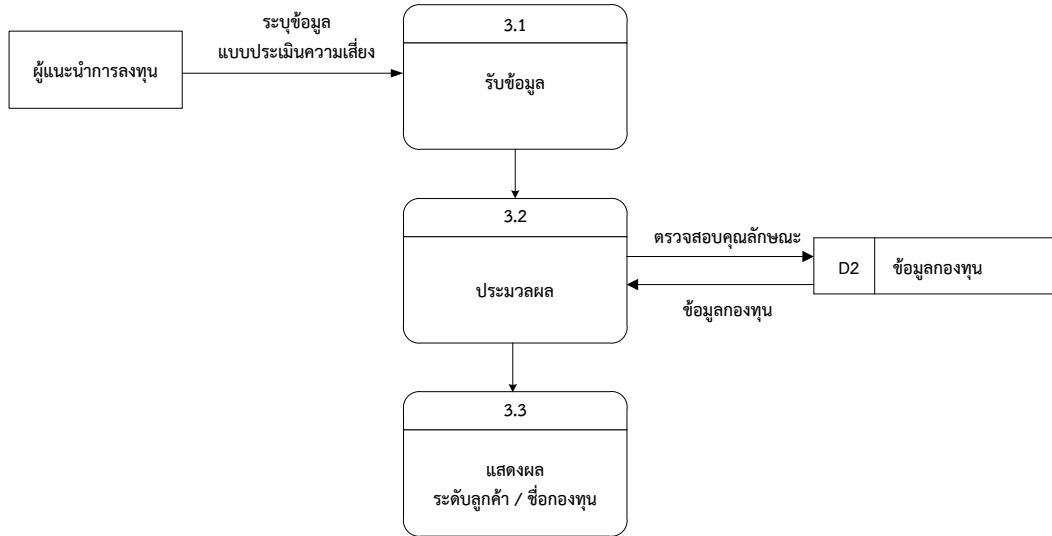 ผู้แนะนำการลงทุน
ระบุข้อมูล
แบบประเมินความเสี่ยง
3.1
รับข้อมูล
3.2
ประมวลผล
ตรวจสอบคุณลักษณะ
ข้อมูลกองทุน
D2
ข้อมูลกองทุน
3.3
แสดงผล
ระดับลูกค้า / ชื่อกองทุน